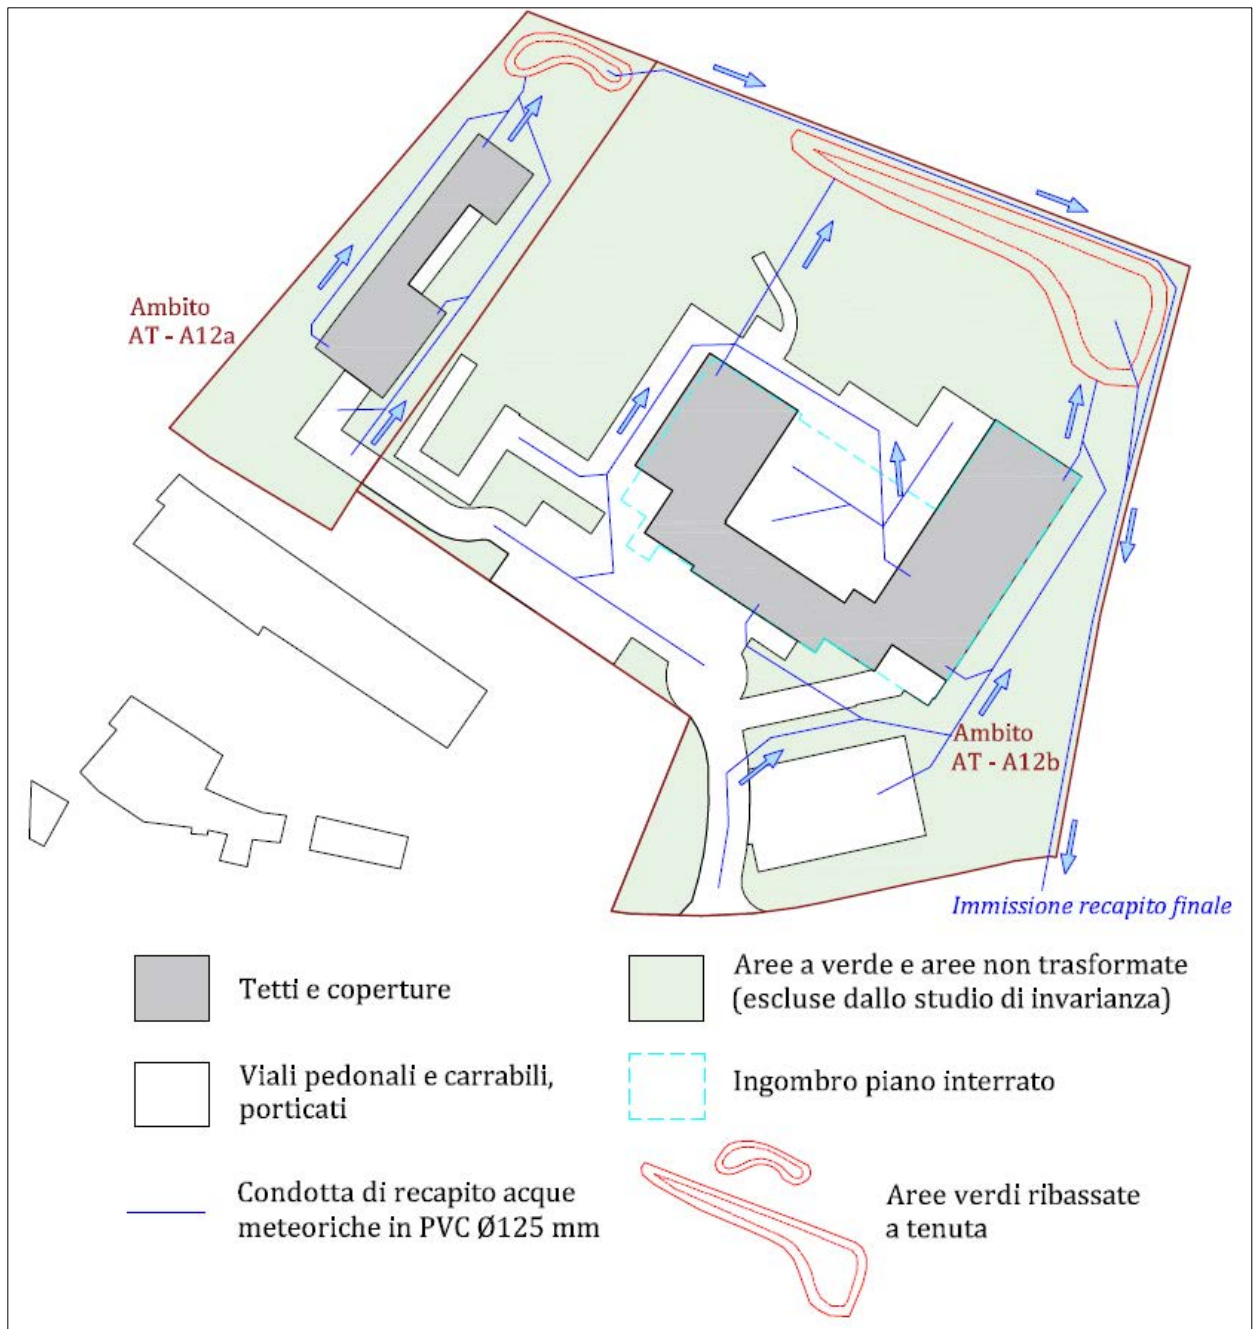 Ambito
AT - A12a
Ambito
AT - A12b
Immissione recapito finale
Tetti e coperture
Aree a verde e aree non trasformate
(escluse dallo studio di invarianza)
Viali pedonali e carrabili,
porticati
Ingombro piano interrato
Condotta di recapito acque
meteoriche in PVC Ø125 mm
Aree verdi ribassate
a tenuta